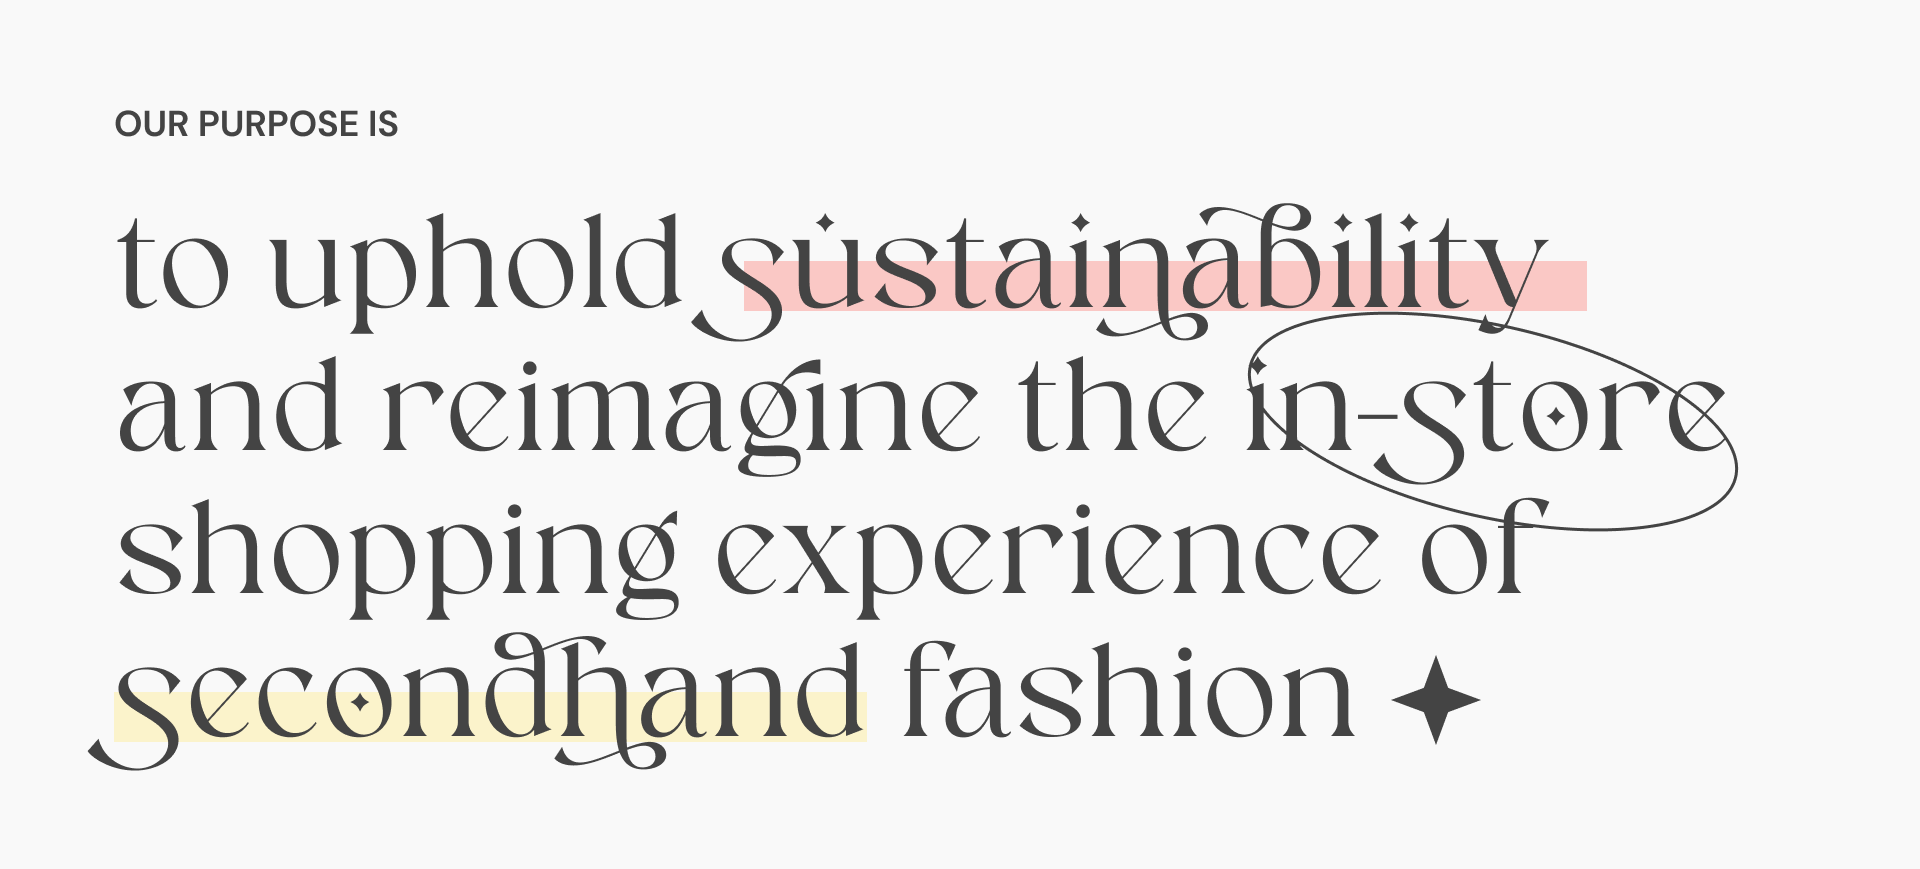 OUR PURPOSE IS
to uphold sustainability
and reimagine the in-store
shopping experience of
secondhand fashion